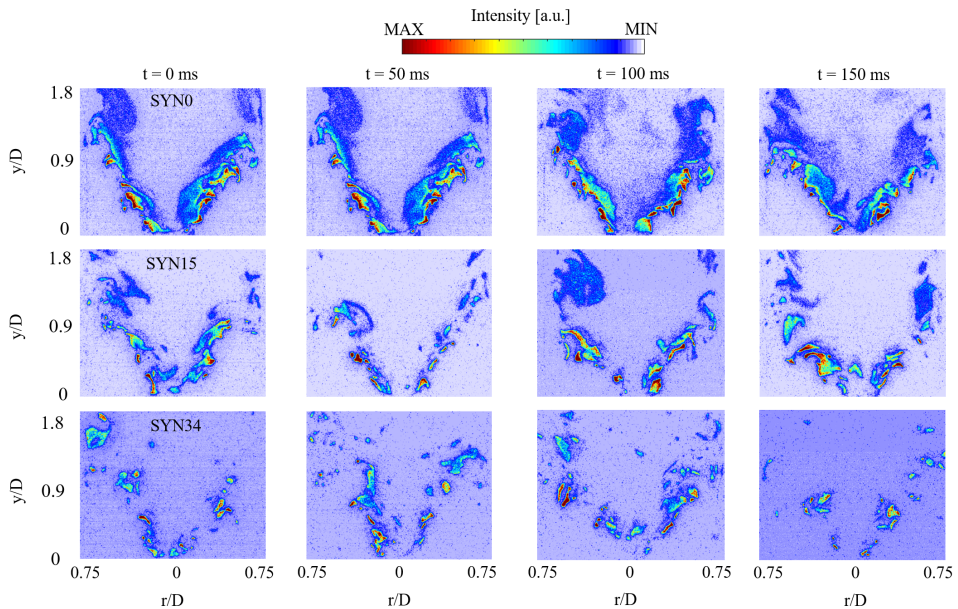 Intensity [a.u.]
MAX MIN
t = 0 ms t = 50 ms t = 100 ms t = 150 ms
1.8 SYN0
y/D 0.9
0
1.8 SYN15
y/D 0.9
0
1.8 SYN34
y/D 0.9
0
0.75 0 0.75 0.75 0 0.75 0.75 0 0.75 0.75 0 0.75
r/D r/D r/D r/D